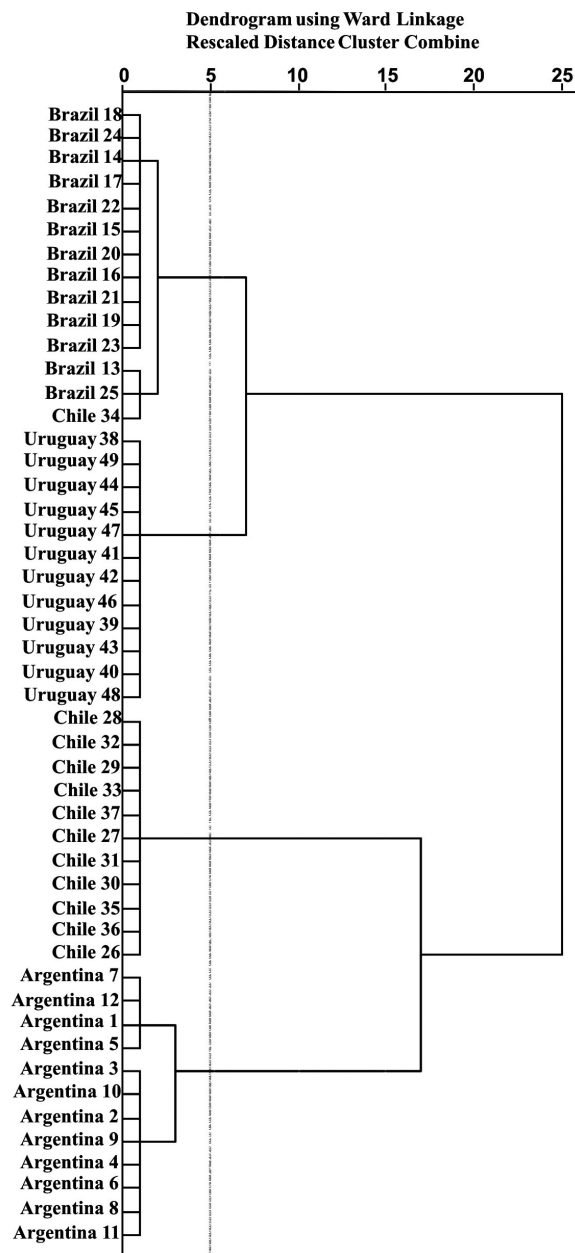 Dendrogram using Ward Linkage
Rescaled Distance Cluster Combine
0 5 10 15 20 25
Brazil 18
Brazil 24
Brazil 14
Brazil 17
Brazil 22
Brazil 15
Brazil 20
Brazil 16
Brazil 21
Brazil 19
Brazil 23
Brazil 13
Brazil 25
Chile 34
Uruguay 38
Uruguay 49
Uruguay 44
Uruguay 45
Uruguay 47
Uruguay 41
Uruguay 42
Uruguay 46
Uruguay 39
Uruguay 43
Uruguay 40
Uruguay 48
Chile 28
Chile 32
Chile 29
Chile 33
Chile 37
Chile 27
Chile 31
Chile 30
Chile 35
Chile 36
Chile 26
Argentina 7
Argentina 12
Argentina 1
Argentina 5
Argentina 3
Argentina 10
Argentina 2
Argentina 9
Argentina 4
Argentina 6
Argentina 8
Argentina 11